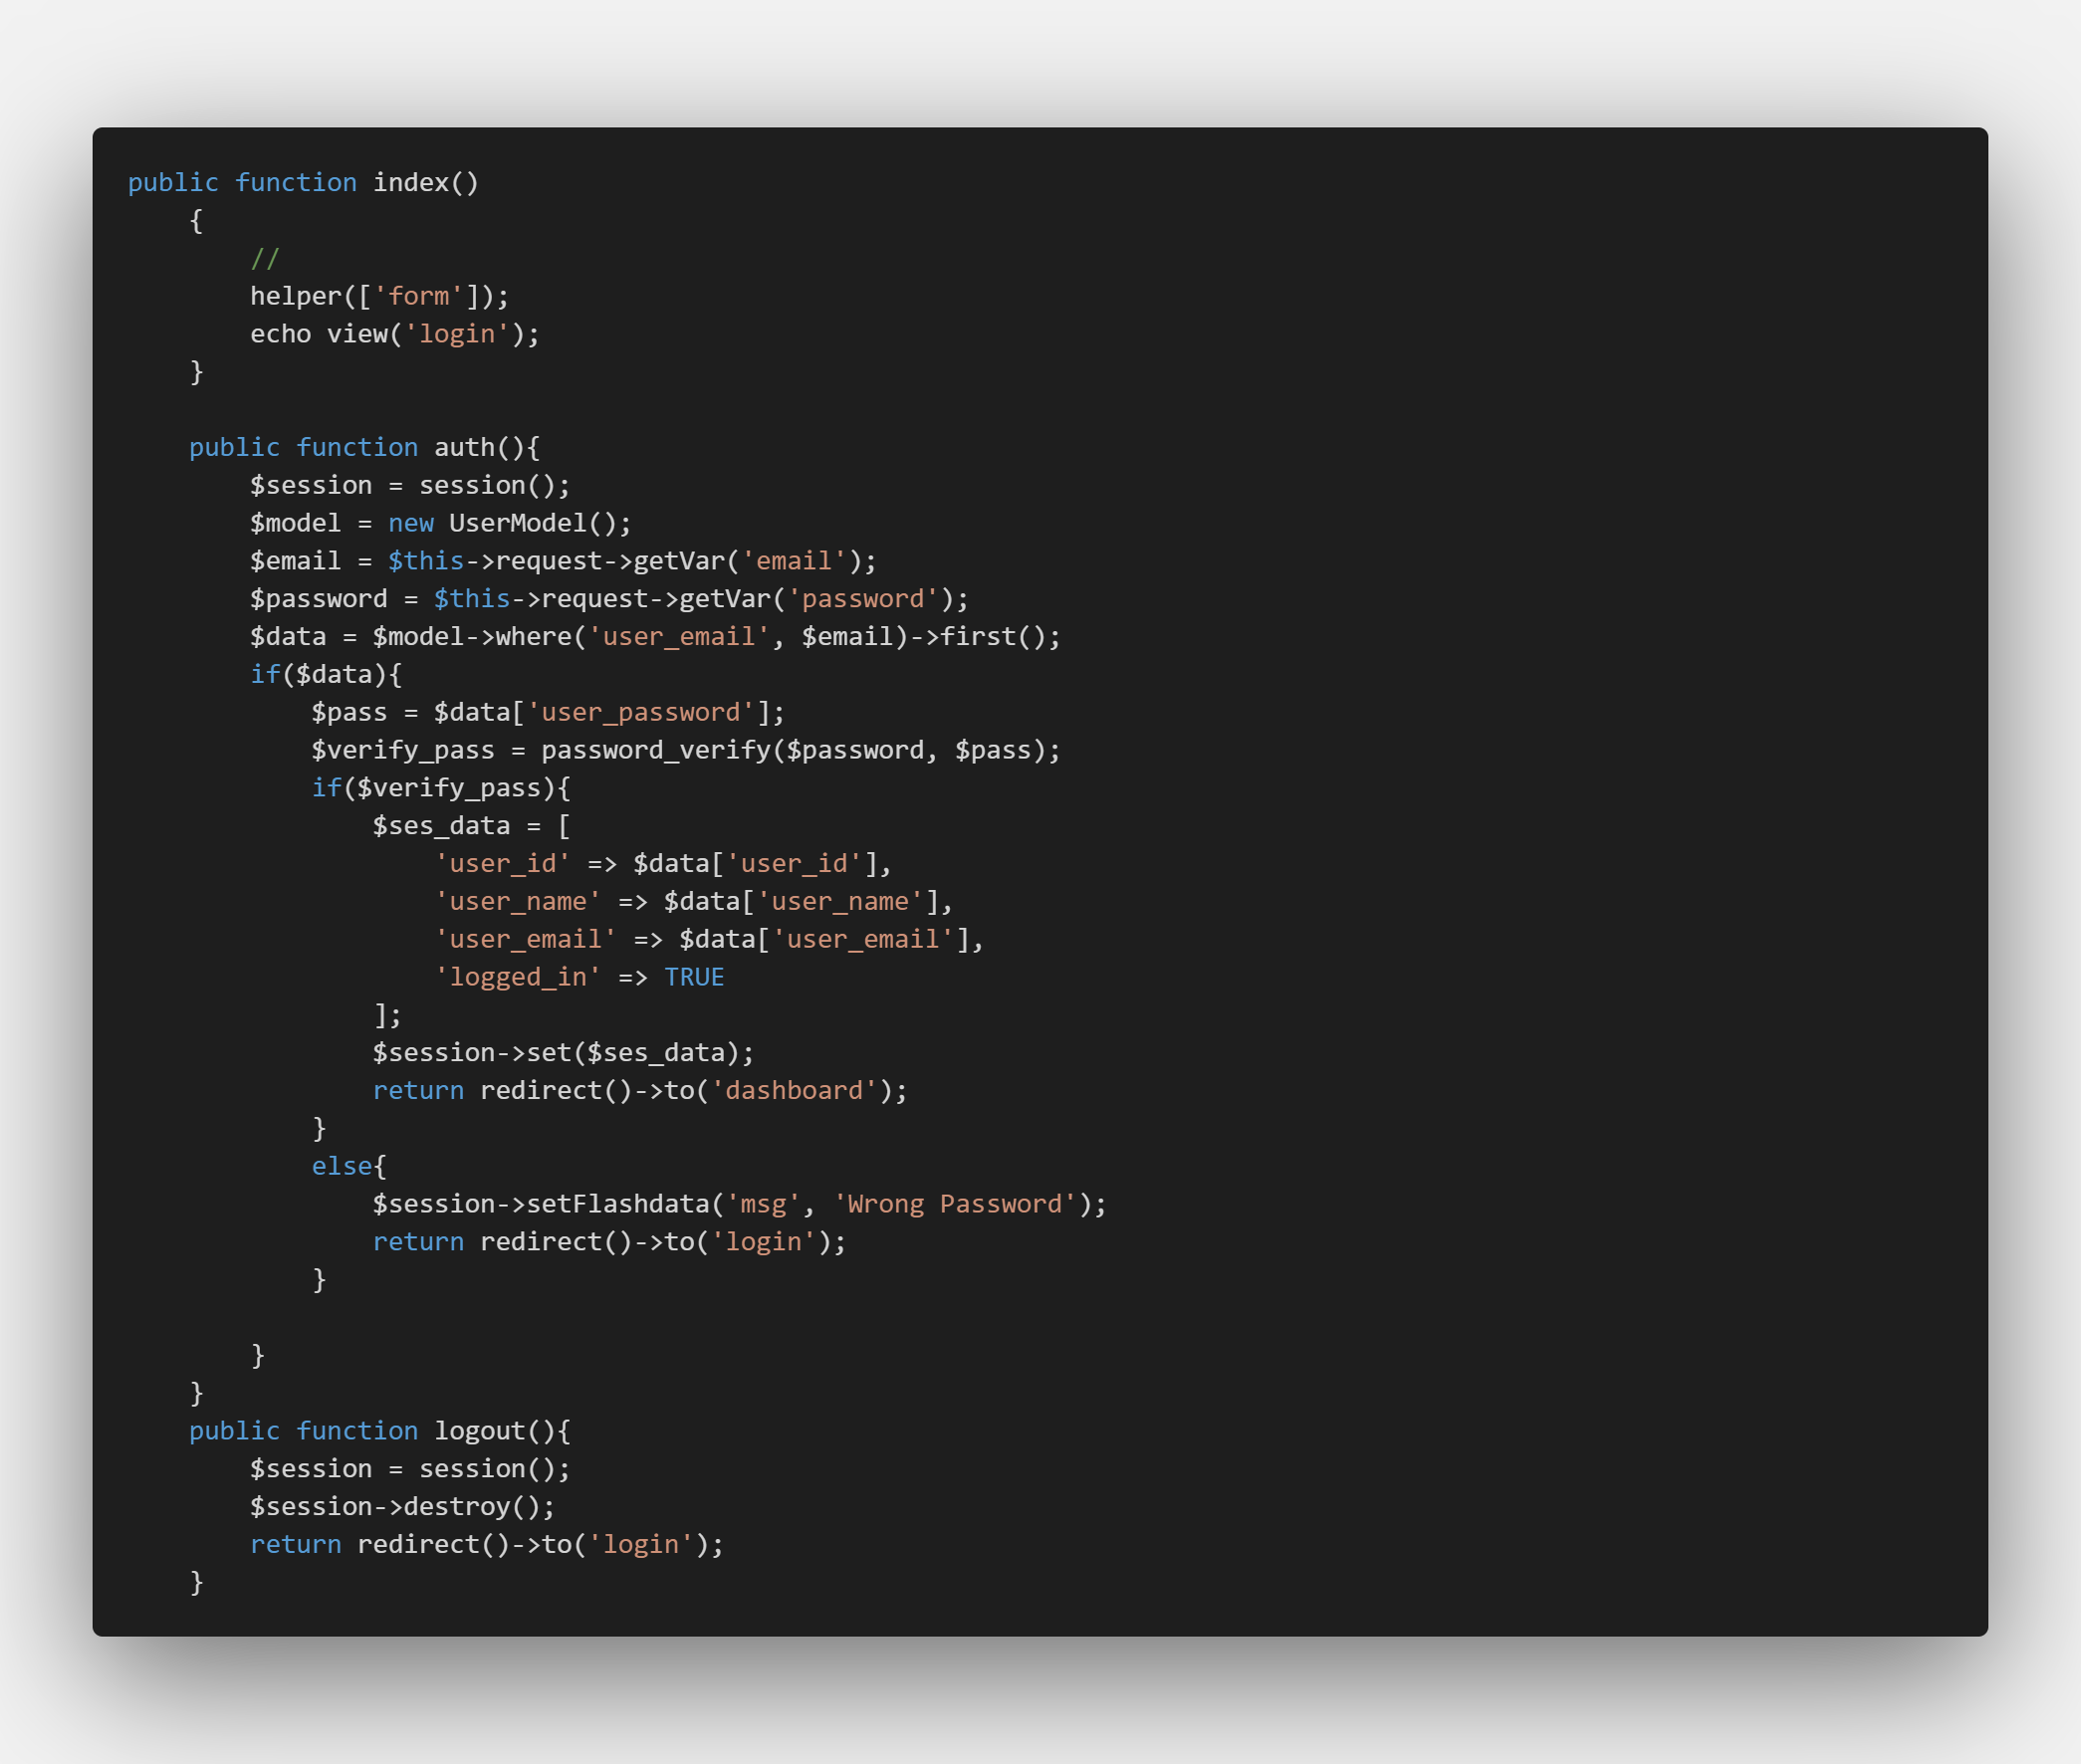 public function index()
    {
        //
        helper(['form']);
        echo view('login');
    }

    public function auth(){
        $session = session();
        $model = new UserModel();
        $email = $this->request->getVar('email');
        $password = $this->request->getVar('password');
        $data = $model->where('user_email', $email)->first();
        if($data){
            $pass = $data['user_password'];
            $verify_pass = password_verify($password, $pass);
            if($verify_pass){
                $ses_data = [
                    'user_id' => $data['user_id'],
                    'user_name' => $data['user_name'],
                    'user_email' => $data['user_email'],
                    'logged_in' => TRUE
                ];
                $session->set($ses_data);
                return redirect()->to('dashboard');
            }
            else{
                $session->setFlashdata('msg', 'Wrong Password');
                return redirect()->to('login');
            }

        }
    }
    public function logout(){
        $session = session();
        $session->destroy();
        return redirect()->to('login');
    }